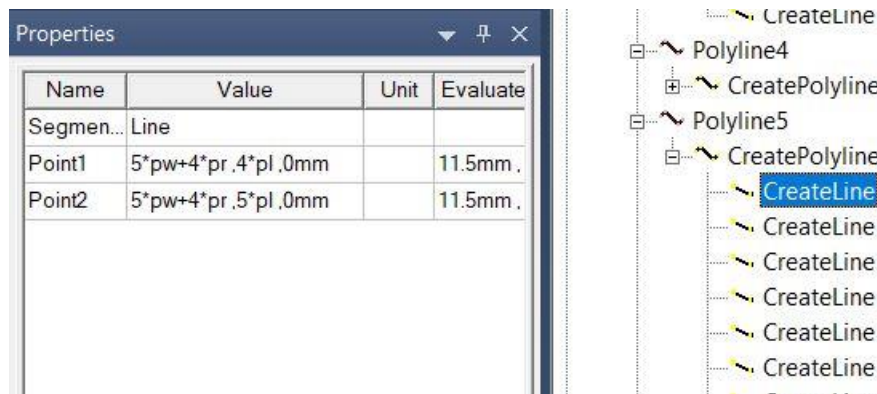 Properties
Name Value Unit Evaluate
Segmen... Line
Point1 5*pw+4*pr ,4*pl ,0mm 11.5mm ,
Point2 5*pw+4*pr ,5*pl ,0mm 11.5mm ,
CreateLine
Polyline4
CreatePolyline
Polyline5
CreatePolyline
CreateLine
CreateLine
CreateLine
CreateLine
CreateLine
CreateLine